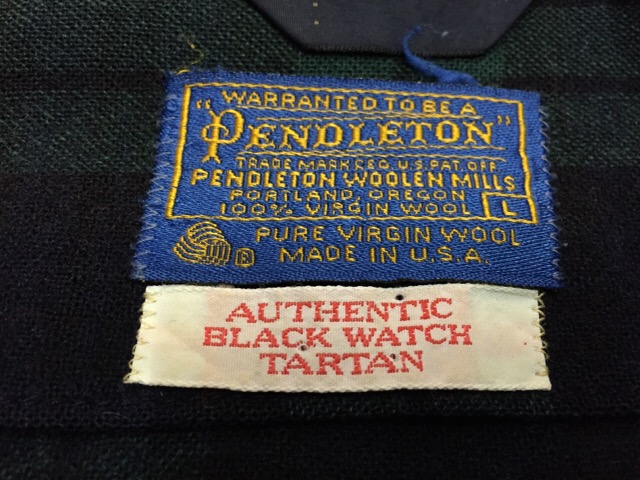 WARRANTED TO BE A
"PENDLETON"
TRADE MARK REG. U.S. PAT. OFF.
PENDLETON WOOLEN MILLS
PORTLAND, OREGON
100% VIRGIN WOOL L
® PURE VIRGIN WOOL
MADE IN U.S.A.
AUTHENTIC
BLACK WATCH
TARTAN